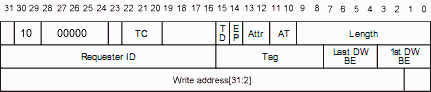 31 30 29 28 27 26 25 24 23 22 21 20 19 18 17 16 15 14 13 12 11 10 9 8 7 6 5 4 3 2 1 0
10 00000 TC T D E P Attr AT Length
Requester ID Tag Last DW BE 1st DW BE
Write address[31:2]